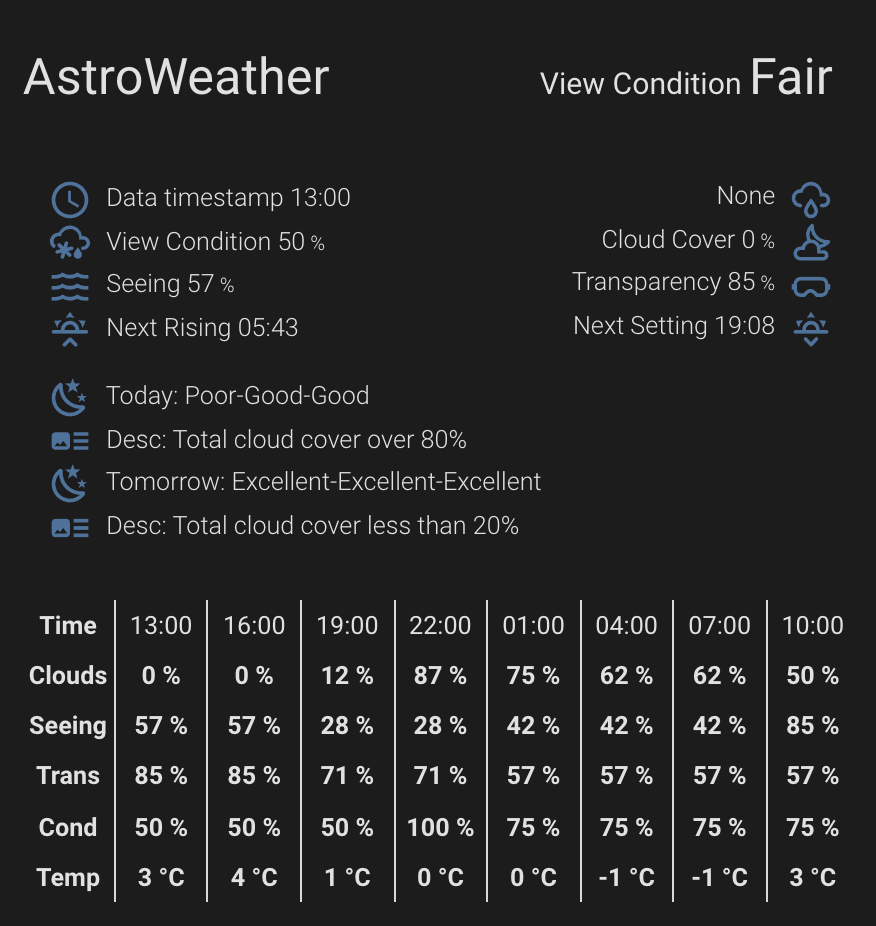 AstroWeather View Condition Fair
Data timestamp 13:00 None
View Condition 50 % Cloud Cover 0 %
Seeing 57 % Transparency 85 %
Next Rising 05:43 Next Setting 19:08
Today: Poor-Good-Good
Desc: Total cloud cover over 80%
Tomorrow: Excellent-Excellent-Excellent
Desc: Total cloud cover less than 20%
Time 13:00 16:00 19:00 22:00 01:00 04:00 07:00 10:00
Clouds 0 % 0 % 12 % 87 % 75 % 62 % 62 % 50 %
Seeing 57 % 57 % 28 % 28 % 42 % 42 % 42 % 85 %
Trans 85 % 85 % 71 % 71 % 57 % 57 % 57 % 57 %
Cond 50 % 50 % 50 % 100 % 75 % 75 % 75 % 75 %
Temp 3 °C 4 °C 1 °C 0 °C 0 °C -1 °C -1 °C 3 °C